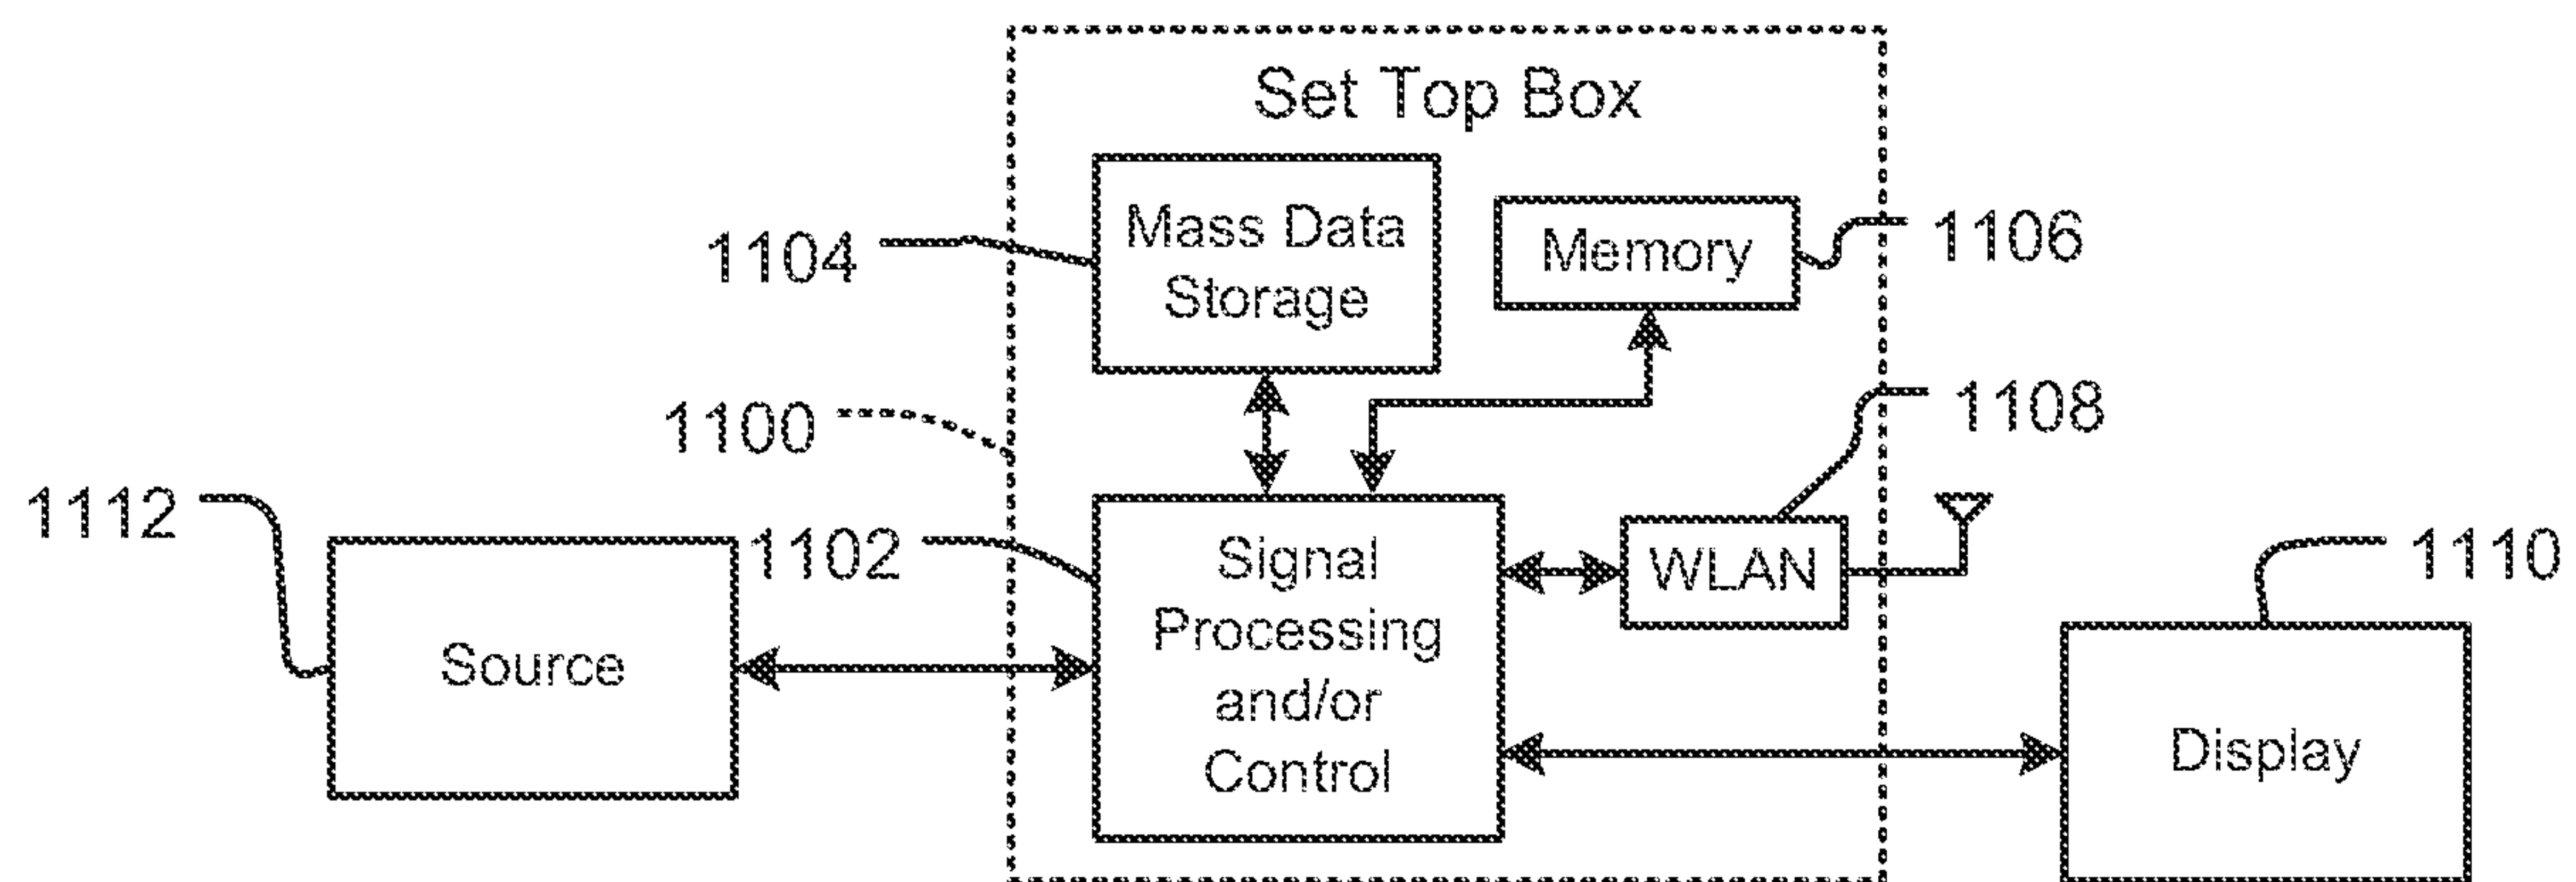 Set Top Box
Mass Data
Storage
Memory
1104
1106
1100
1108
1112
1102
Signal
Processing
and/or
Control
WLAN
1110
Source
Display